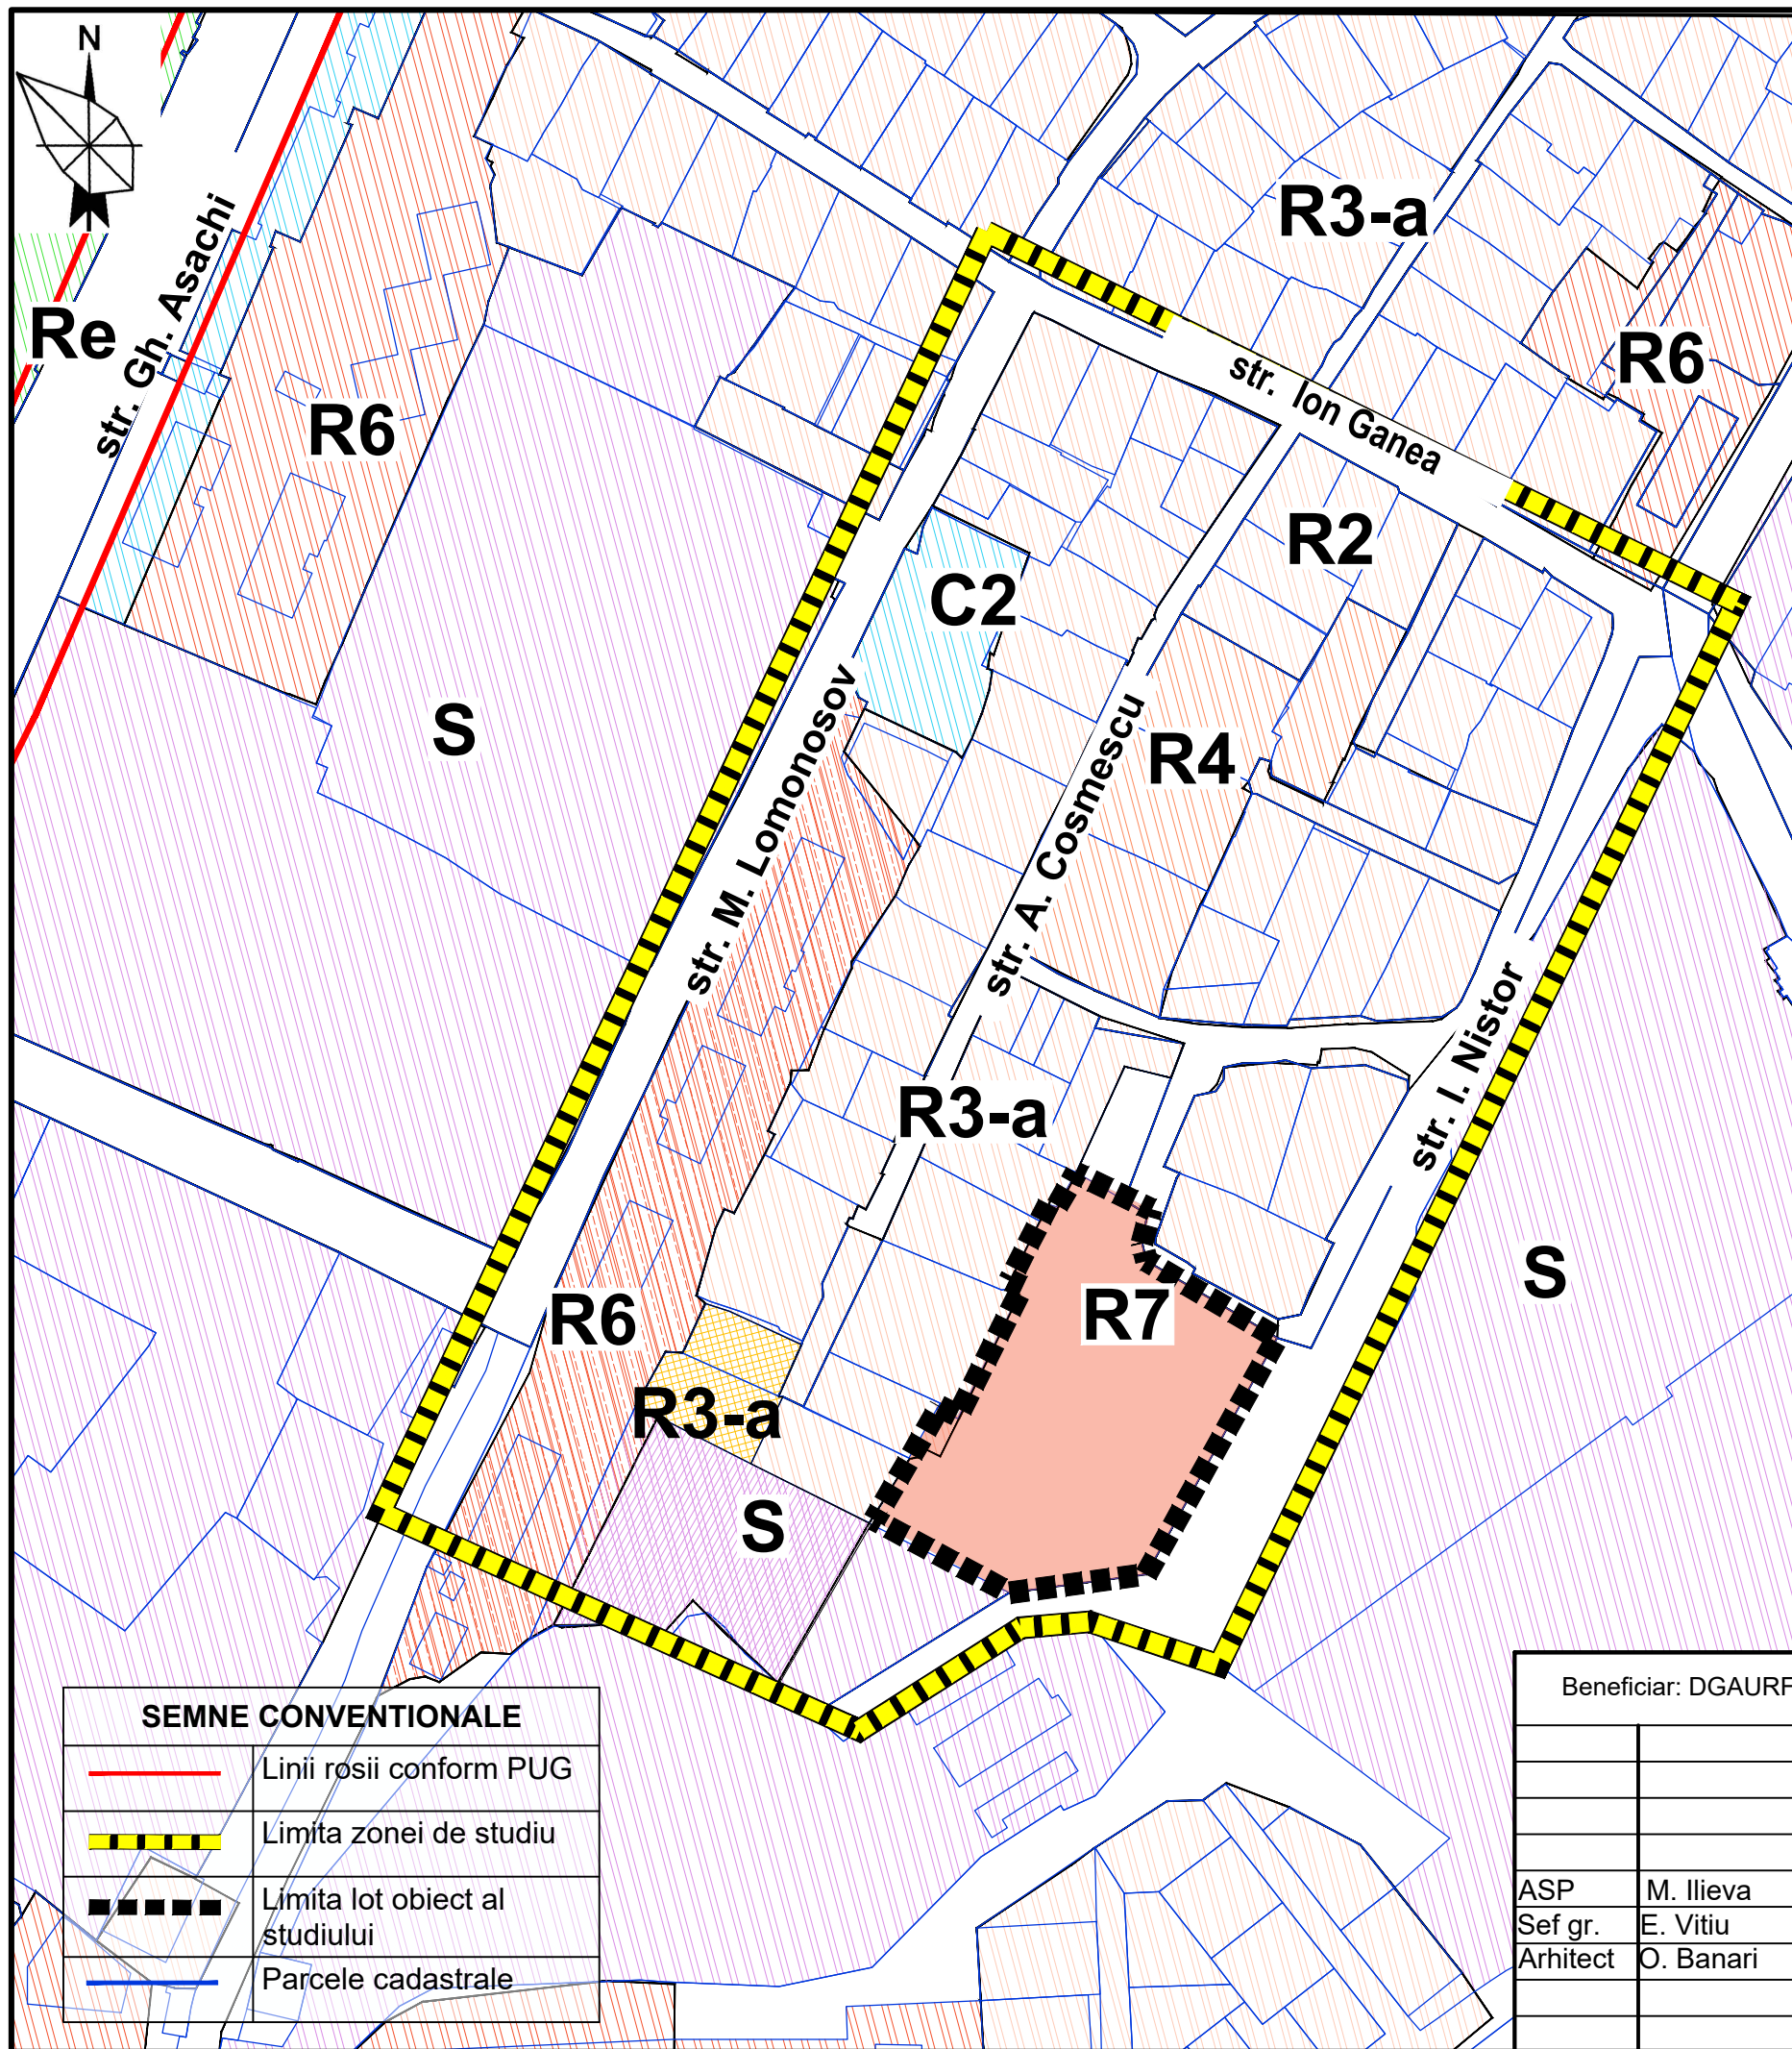 N
R3-a
str. Gh. Asachi
Re
R6
R6
str. Ion Ganea
R2
C2
S
str. M. Lomonosov
str. A. Cosmescu
R4
str. I. Nistor
R3-a
S
R7
R6
R3-a
S
SEMNE CONVENTIONALE
Linii rosii conform PUG
Limita zonei de studiu
Limita lot obiect al
studiului
Parcele cadastrale
Beneficiar: DGAURF
ASP M. Ilieva
Sef gr. E. Vitiu
Arhitect O. Banari